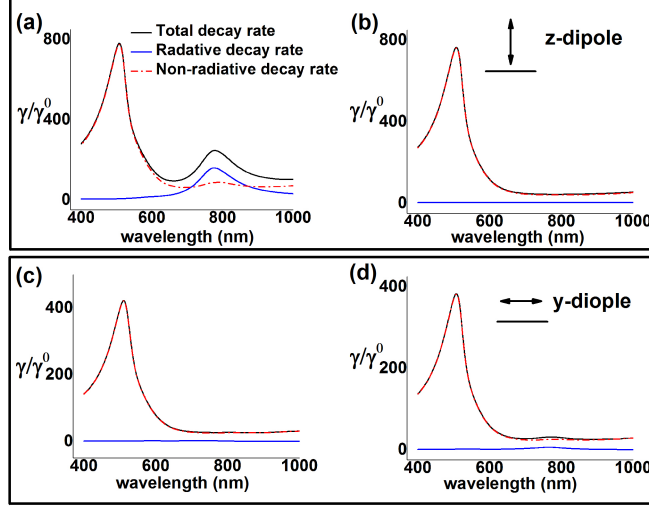 (a)
800
400
0
γ/γ⁰
Total decay rate
Radative decay rate
Non-radiative decay rate
400 600 800 1000
wavelength (nm)
(b)
800
400
0
γ/γ⁰
z-dipole
400 600 800 1000
wavelength (nm)
(c)
400
200
0
γ/γ⁰
400 600 800 1000
wavelength (nm)
(d)
400
200
0
γ/γ⁰
y-diople
400 600 800 1000
wavelength (nm)